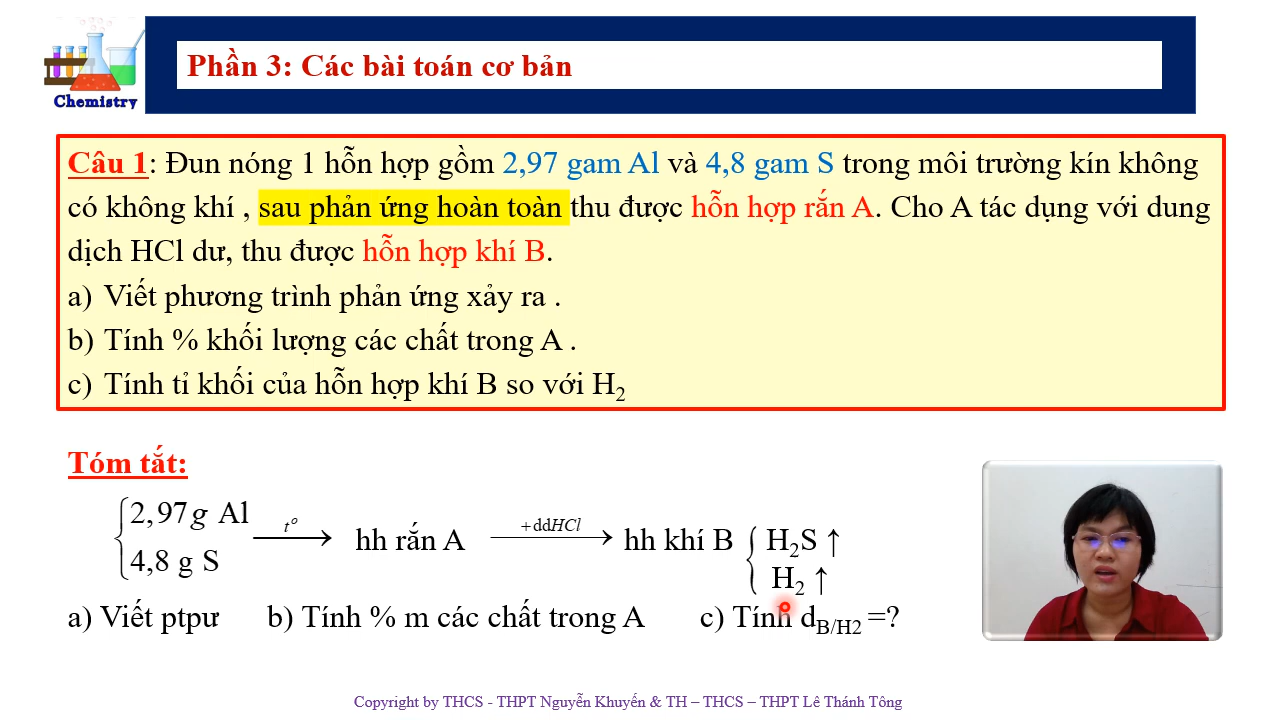 Chemistry
Phần 3: Các bài toán cơ bản
Câu 1: Đun nóng 1 hỗn hợp gồm 2,97 gam Al và 4,8 gam S trong môi trường kín không
có không khí , sau phản ứng hoàn toàn thu được hỗn hợp rắn A. Cho A tác dụng với dung
dịch HCl dư, thu được hỗn hợp khí B.
a) Viết phương trình phản ứng xảy ra .
b) Tính % khối lượng các chất trong A .
c) Tính tỉ khối của hỗn hợp khí B so với H₂
Tóm tắt:
2,97g Al
4,8 g S
t°
hh rắn A
+ddHCl
hh khí B
H₂S ↑
H₂ ↑
a) Viết ptpư b) Tính % m các chất trong A c) Tính d_B/H2 =?
Copyright by THCS - THPT Nguyễn Khuyến & TH – THCS – THPT Lê Thánh Tông